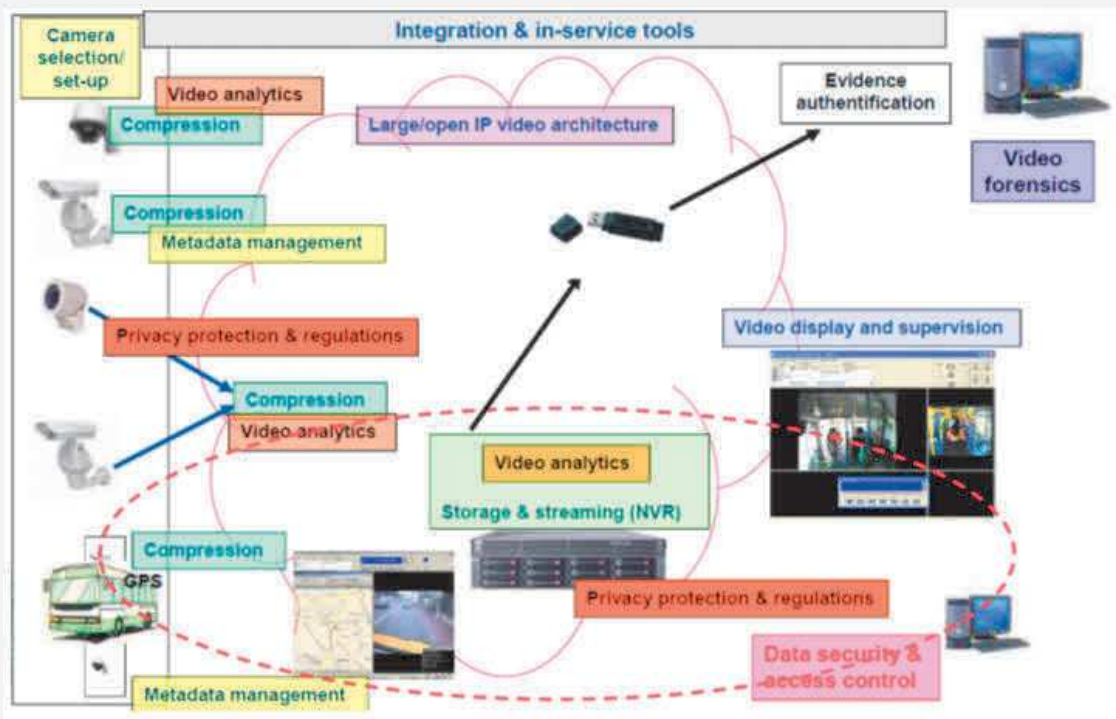 Integration & in-service tools
Camera
selection/
set-up
Video analytics
Compression
Large/open IP video architecture
Evidence
authentification
Video
forensics
Compression
Metadata management
Privacy protection & regulations
Video display and supervision
Compression
Video analytics
Video analytics
Storage & streaming (NVR)
Compression
GPS
Privacy protection & regulations
Data security &
access control
Metadata management